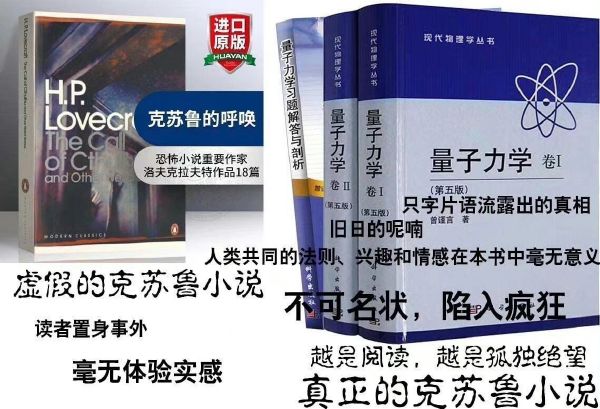 进口
原版
HUAYAN
H.P.
Lovecra
The Call
of Cth
and Othe
克苏鲁的呼唤
恐怖小说重要作家
洛夫克拉夫特作品18篇
MODERN CLASSICS
虚假的克苏鲁小说
读者置身事外
毫无体验实感
量子力学习题解答与剖析
现代物理学丛书
量子力学 卷II
(第五版)
现代物理学丛书
量子力学 卷I
(第五版)
现代物理学丛书
量子力学 卷I
(第五版)
曾谨言 著
只字片语流露出的真相
旧日的呢喃
人类共同的法则、兴趣和情感在本书中毫无意义
不可名状，陷入疯狂
越是阅读，越是孤独绝望
真正的克苏鲁小说